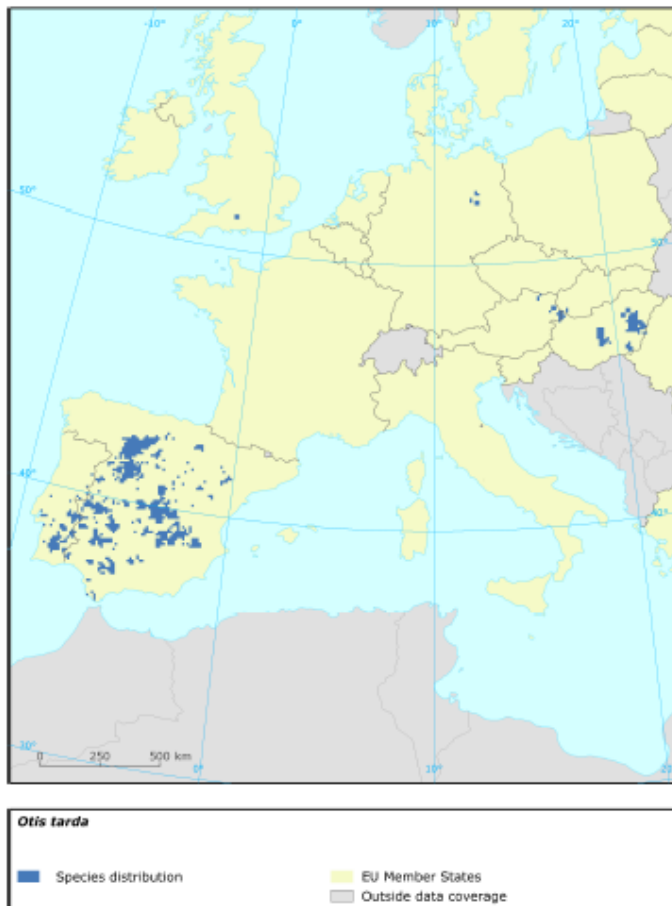 -10° 0° 10° 20°
50°
50°
40°
40°
30°
0 250 500 km
0° 10° 20
Otis tarda
Species distribution EU Member States
Outside data coverage